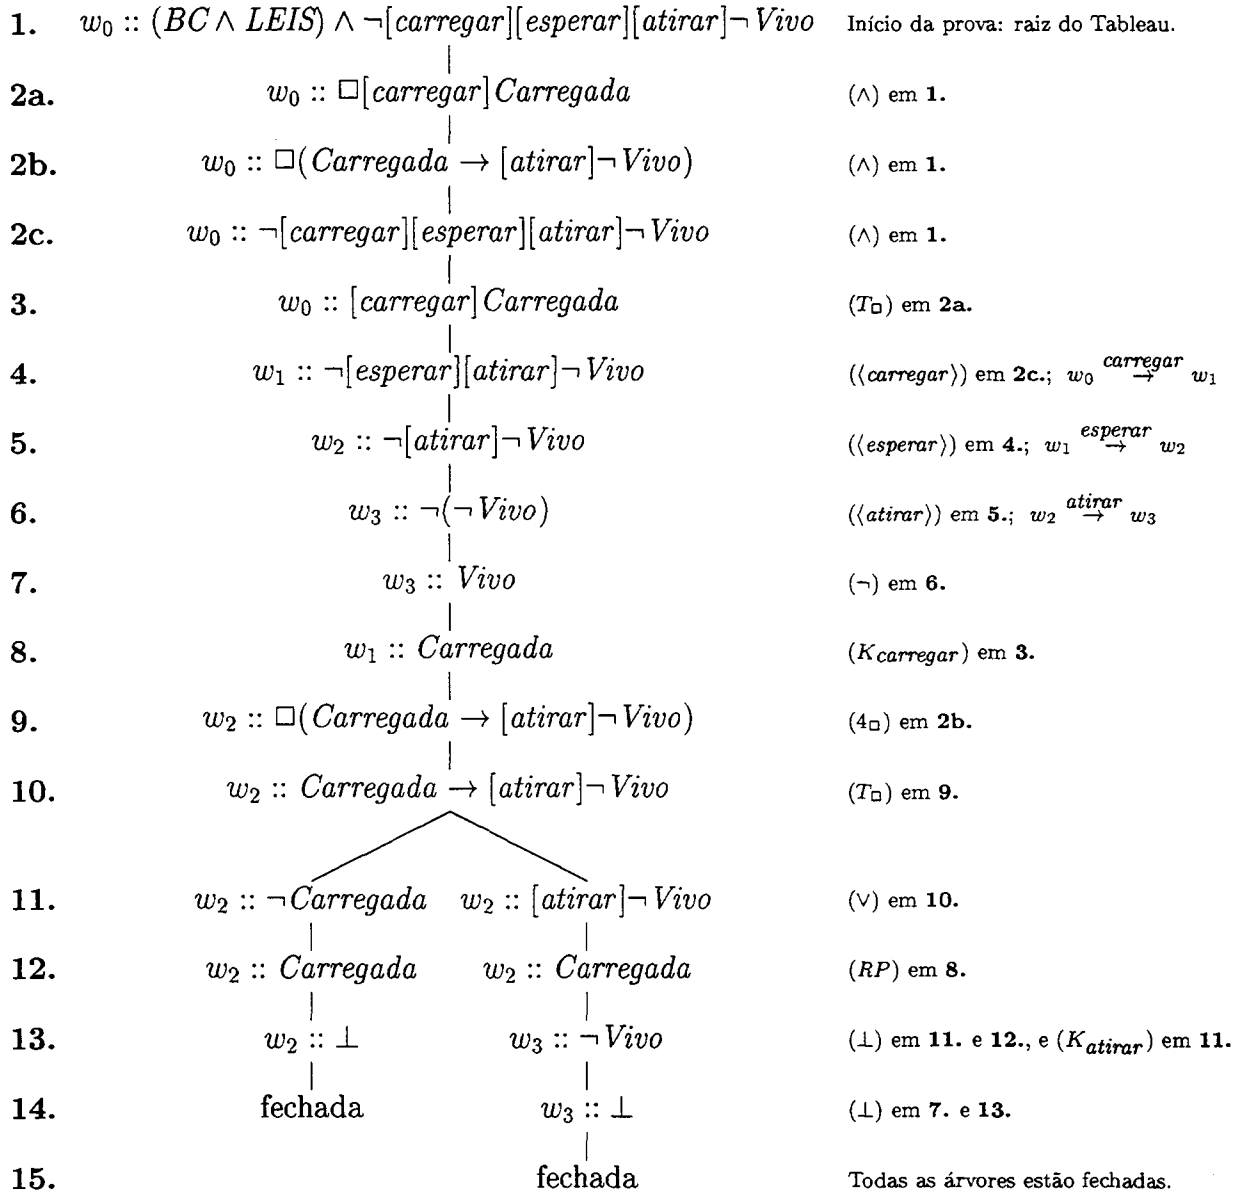 1. w₀ :: (BC ∧ LEIS) ∧ ¬[carregar][esperar][atirar]¬ Vivo Início da prova: raiz do Tableau.
2a. w₀ :: □[carregar] Carregada (∧) em 1.
2b. w₀ :: □(Carregada → [atirar]¬ Vivo) (∧) em 1.
2c. w₀ :: ¬[carregar][esperar][atirar]¬ Vivo (∧) em 1.
3. w₀ :: [carregar] Carregada (T□) em 2a.
4. w₁ :: ¬[esperar][atirar]¬ Vivo (⟨carregar⟩) em 2c.; w₀ carregar→ w₁
5. w₂ :: ¬[atirar]¬ Vivo (⟨esperar⟩) em 4.; w₁ esperar→ w₂
6. w₃ :: ¬(¬ Vivo) (⟨atirar⟩) em 5.; w₂ atirar→ w₃
7. w₃ :: Vivo (¬) em 6.
8. w₁ :: Carregada (Kcarregar) em 3.
9. w₂ :: □(Carregada → [atirar]¬ Vivo) (4□) em 2b.
10. w₂ :: Carregada → [atirar]¬ Vivo (T□) em 9.
11. w₂ :: ¬ Carregada w₂ :: [atirar]¬ Vivo (∨) em 10.
12. w₂ :: Carregada w₂ :: Carregada (RP) em 8.
13. w₂ :: ⊥ w₃ :: ¬ Vivo (⊥) em 11. e 12., e (Katirar) em 11.
14. fechada w₃ :: ⊥ (⊥) em 7. e 13.
15. fechada Todas as árvores estão fechadas.